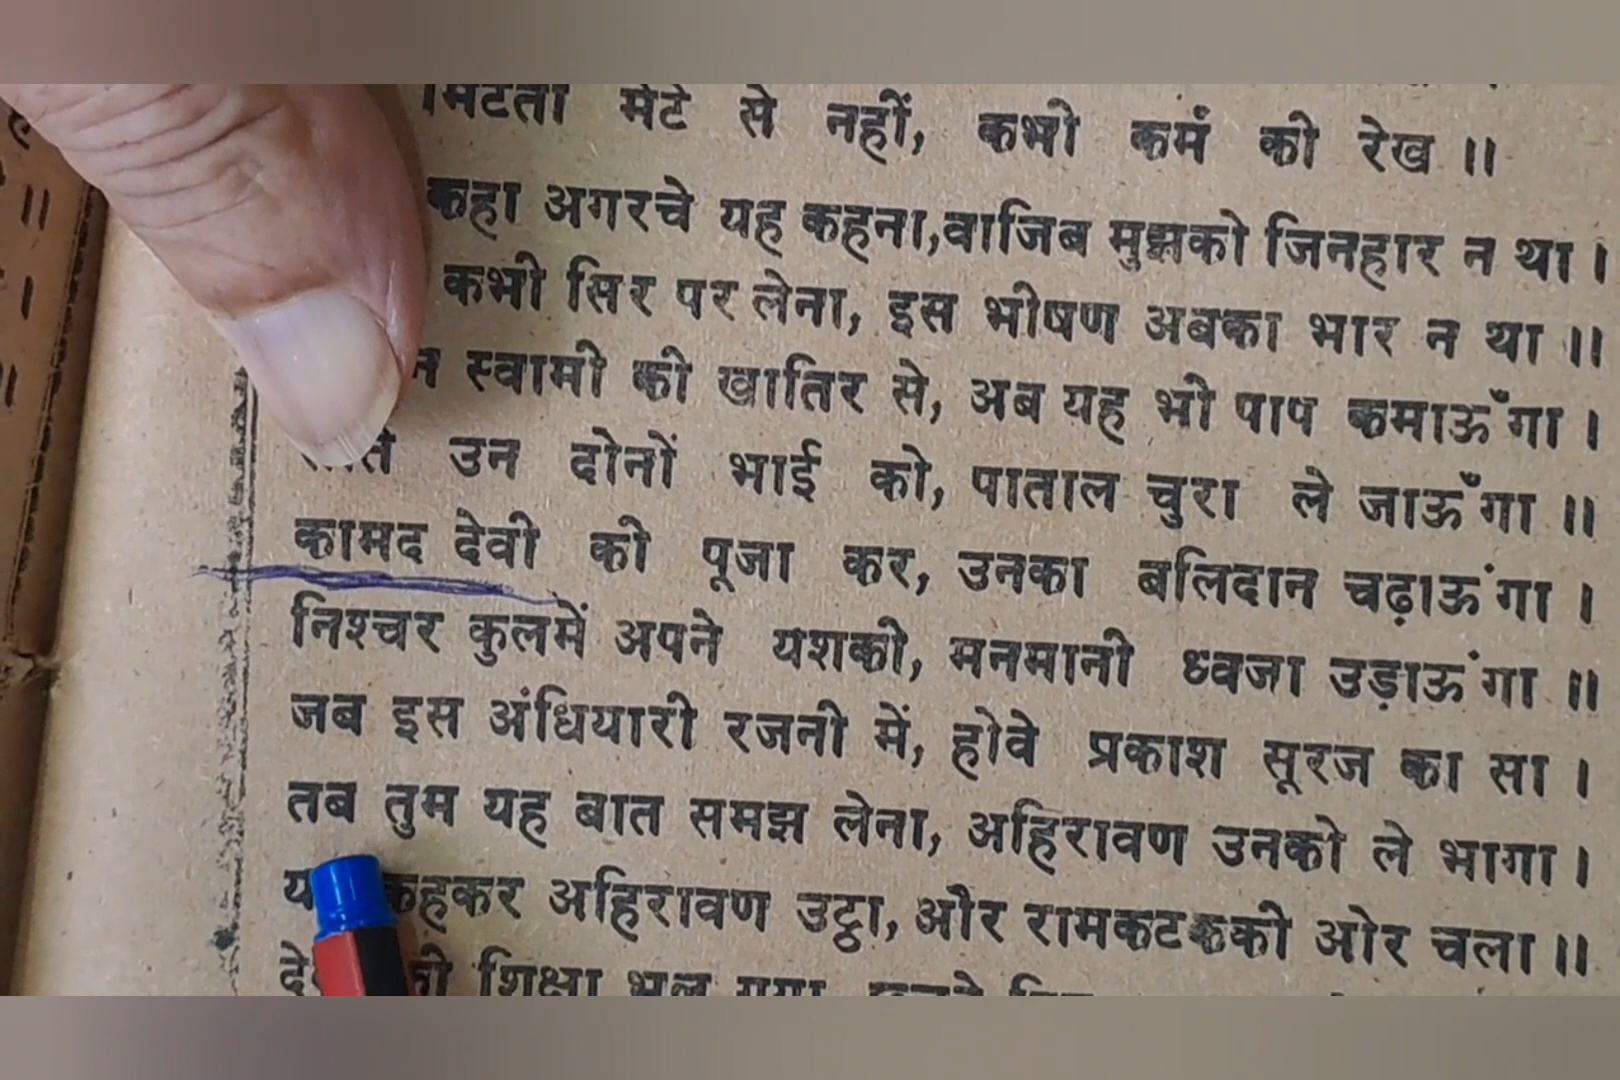 मिटती मेटे से नहीं, कभी कर्म की रेख ॥
कहा अगरचे यह कहना,वाजिब मुझको जिनहार न था ।
कभी सिर पर लेना, इस भीषण अबका भार न था ॥
स्वामी की खातिर से, अब यह भी पाप कमाऊँगा ।
उन दोनों भाई को, पाताल चुरा ले जाऊँगा ॥
कामद देवी की पूजा कर, उनका बलिदान चढ़ाऊंगा ।
निश्चर कुलमें अपने यशकी, मनमानी ध्वजा उड़ाऊंगा ॥
जब इस अंधियारी रजनी में, होवे प्रकाश सूरज का सा ।
तब तुम यह बात समझ लेना, अहिरावण उनको ले भागा ।
कहकर अहिरावण उट्ठा, और रामकटककी ओर चला ॥
शिक्षा भूल गया